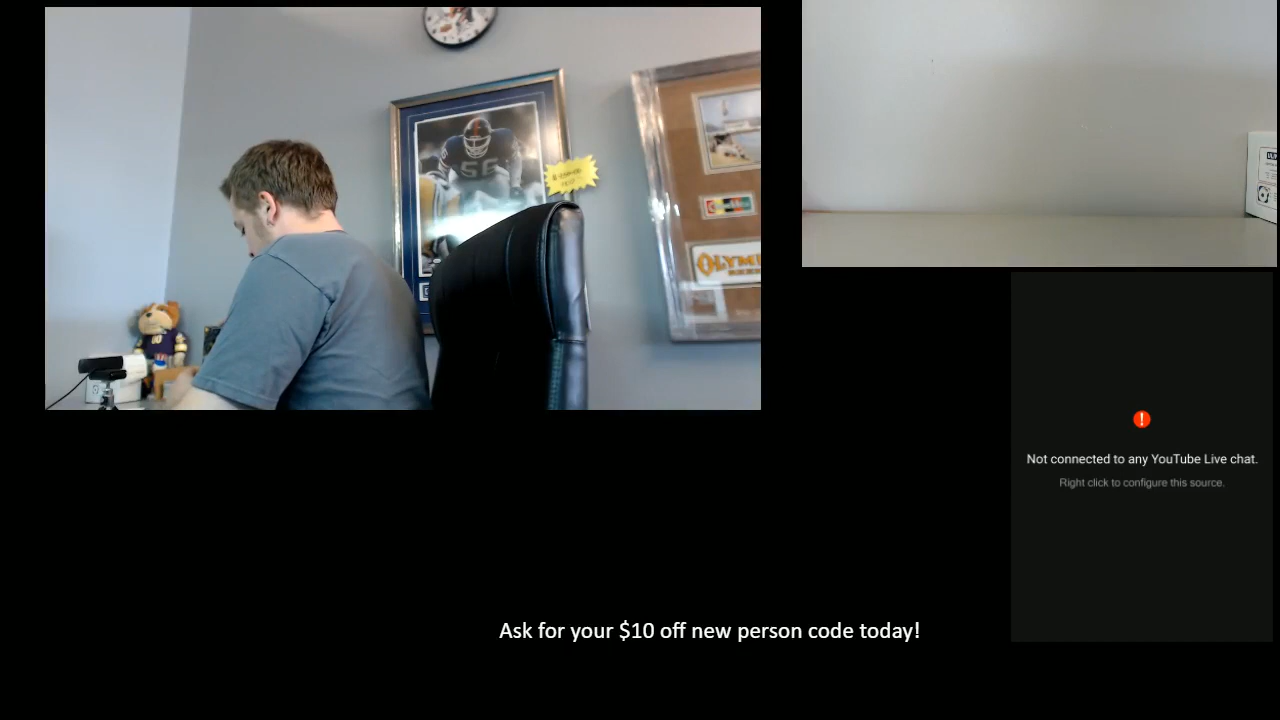 56
Not connected to any YouTube Live chat.
Right click to configure this source.
Ask for your $10 off new person code today!